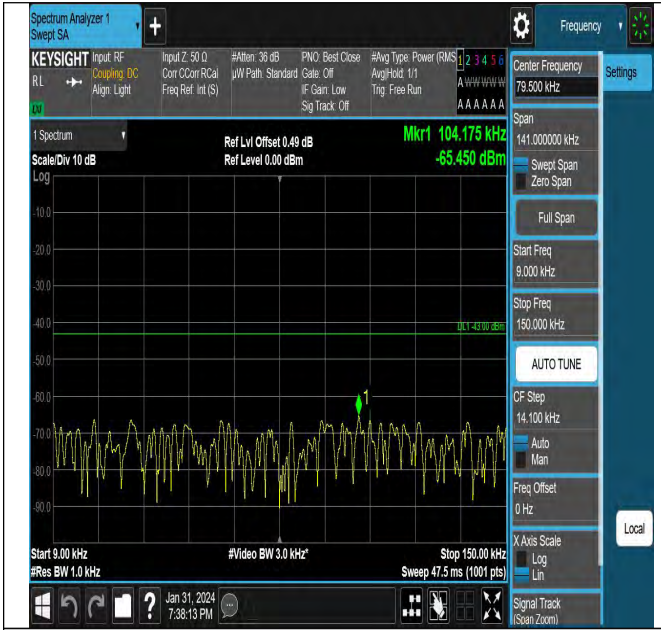 Spectrum Analyzer 1
Swept SA
Frequency
KEYSIGHT
RL
Input: RF
Coupling: DC
Align: Light
Input Z: 50 Ω
Corr CCorr RCal
Freq Ref: Int (S)
#Atten: 36 dB
µW Path: Standard
PNO: Best Close
Gate: Off
IF Gain: Low
Sig Track: Off
#Avg Type: Power (RMS
Avg|Hold: 1/1
Trig: Free Run
1 2 3 4 5 6
A W W W W W
A A A A A A
Settings
Center Frequency
79.500 kHz
Span
141.000000 kHz
Swept Span
Zero Span
Full Span
Start Freq
9.000 kHz
Stop Freq
150.000 kHz
AUTO TUNE
CF Step
14.100 kHz
Auto
Man
Freq Offset
0 Hz
X Axis Scale
Log
Lin
Signal Track
(Span Zoom)
Local
1 Spectrum
Scale/Div 10 dB
Ref Lvl Offset 0.49 dB
Ref Level 0.00 dBm
Mkr1 104.175 kHz
-65.450 dBm
Log
-10.0
-20.0
-30.0
-40.0
DL1 -43.00 dBm
-50.0
-60.0
1
-70.0
-80.0
-90.0
Start 9.00 kHz
#Res BW 1.0 kHz
#Video BW 3.0 kHz*
Stop 150.00 kHz
Sweep 47.5 ms (1001 pts)
?
Jan 31, 2024
7:38:13 PM